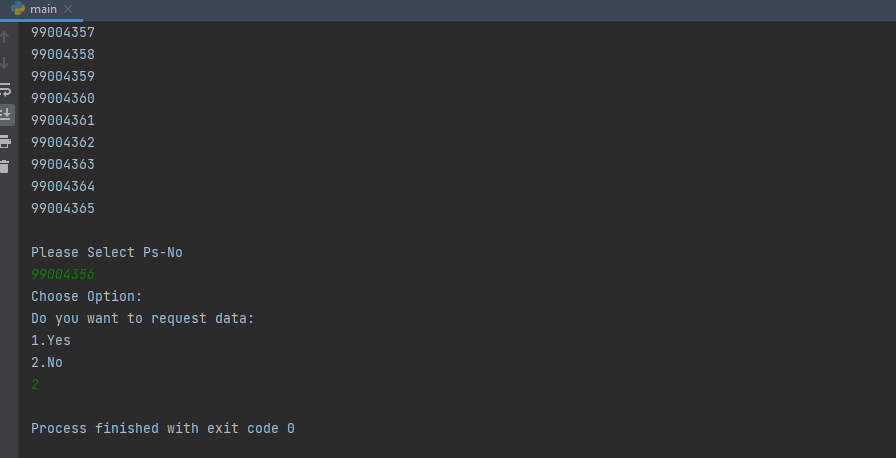 main
99004357
99004358
99004359
99004360
99004361
99004362
99004363
99004364
99004365
Please Select Ps-No
99004356
Choose Option:
Do you want to request data:
1.Yes
2.No
2
Process finished with exit code 0